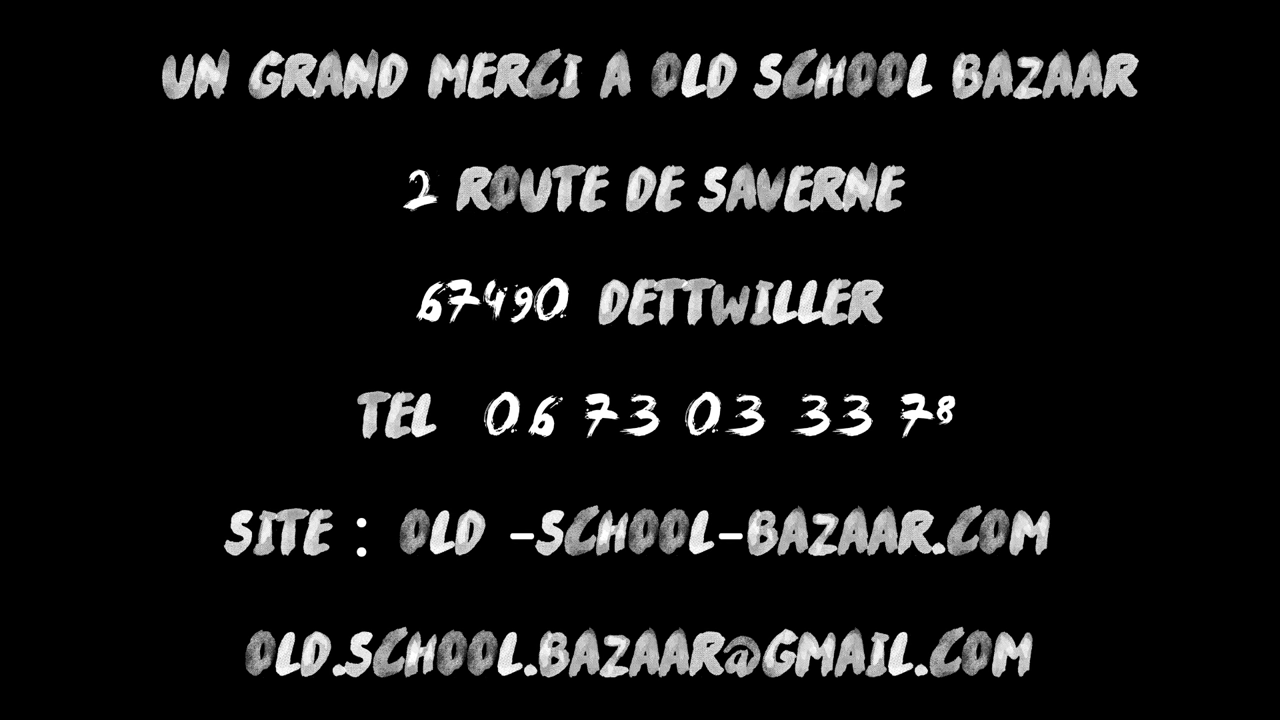 UN GRAND MERCI A OLD SCHOOL BAZAAR
2 ROUTE DE SAVERNE
67490 DETTWILLER
TEL 06 73 03 33 78
SITE : OLD -SCHOOL-BAZAAR.COM
OLD.SCHOOL.BAZAAR@GMAIL.COM